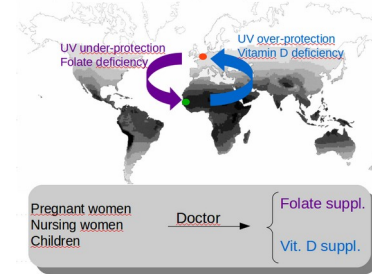 UV under-protection
Folate deficiency
UV over-protection
Vitamin D deficiency
Pregnant women
Nursing women
Children
Doctor
Folate suppl.
Vit. D suppl.